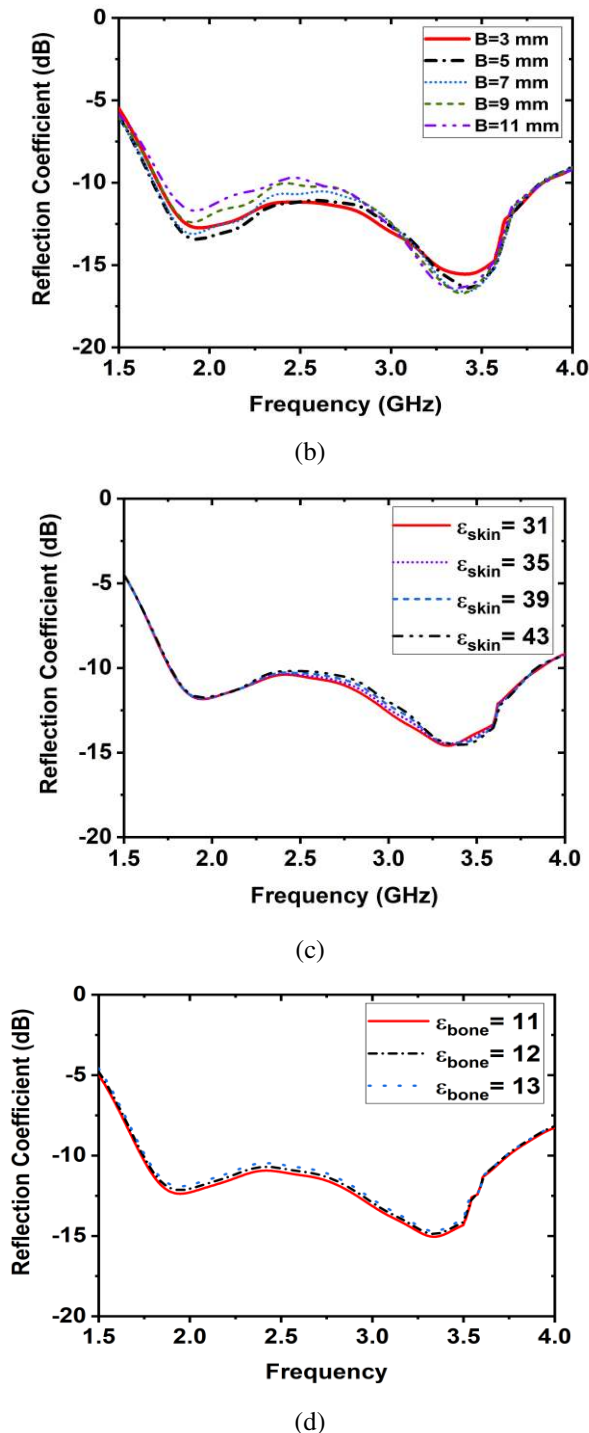 0
-5
-10
-15
-20
Reflection Coefficient (dB)
B=3 mm
B=5 mm
B=7 mm
B=9 mm
B=11 mm
1.5 2.0 2.5 3.0 3.5 4.0
Frequency (GHz)
(b)
0
-5
-10
-15
-20
Reflection Coefficient (dB)
εskin= 31
εskin= 35
εskin= 39
εskin= 43
1.5 2.0 2.5 3.0 3.5 4.0
Frequency (GHz)
(c)
0
-5
-10
-15
-20
Reflection Coefficient (dB)
εbone= 11
εbone= 12
εbone= 13
1.5 2.0 2.5 3.0 3.5 4.0
Frequency
(d)